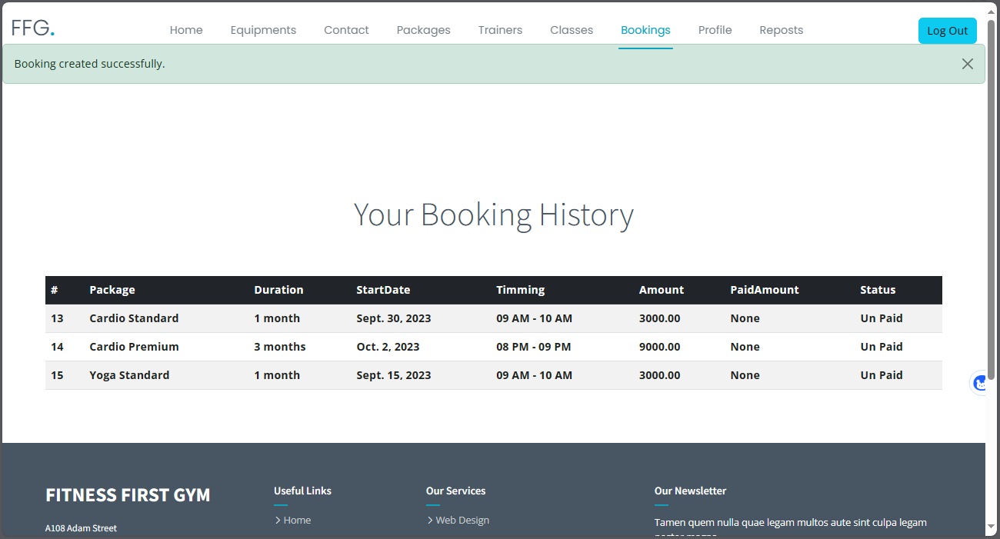 FFG.
Home Equipments Contact Packages Trainers Classes Bookings Profile Reposts Log Out
Booking created successfully.
Your Booking History
# Package Duration StartDate Timming Amount PaidAmount Status
13 Cardio Standard 1 month Sept. 30, 2023 09 AM - 10 AM 3000.00 None Un Paid
14 Cardio Premium 3 months Oct. 2, 2023 08 PM - 09 PM 9000.00 None Un Paid
15 Yoga Standard 1 month Sept. 15, 2023 09 AM - 10 AM 3000.00 None Un Paid
FITNESS FIRST GYM
A108 Adam Street
Useful Links
Home
Our Services
Web Design
Our Newsletter
Tamen quem nulla quae legam multos aute sint culpa legam